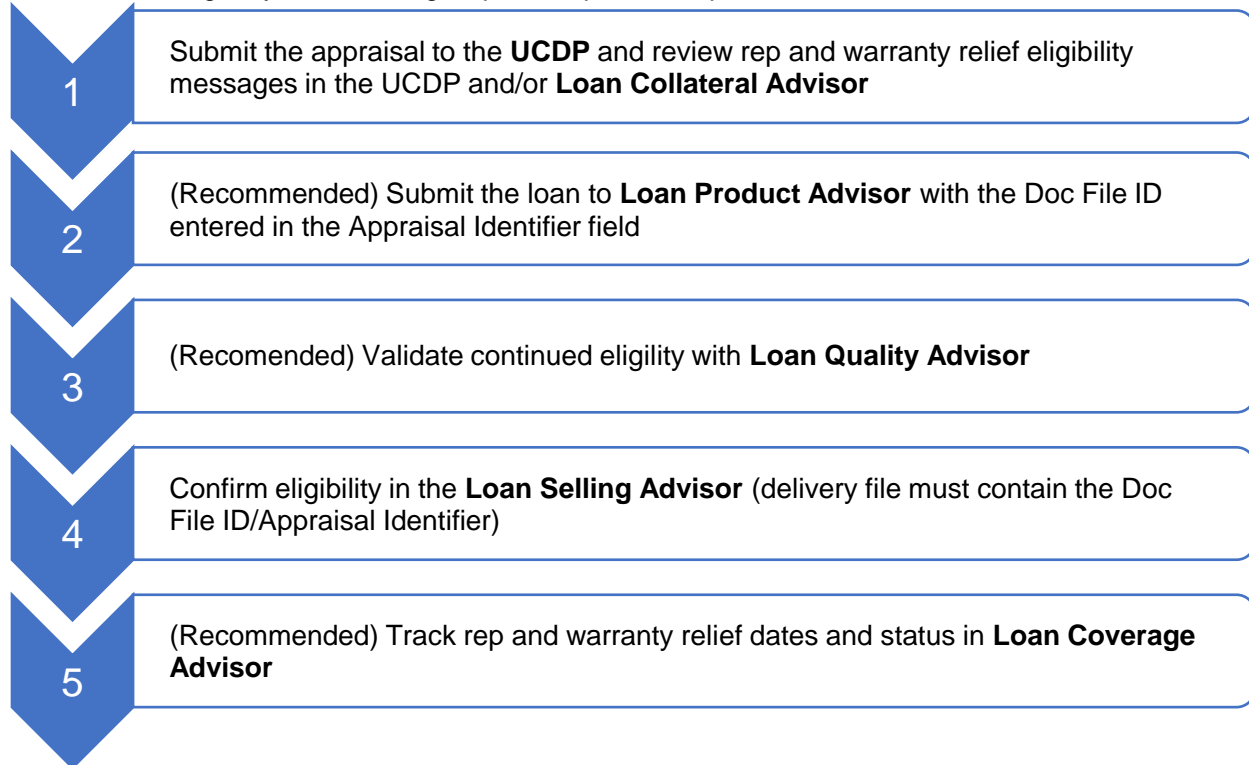 1
Submit the appraisal to the UCDP and review rep and warranty relief eligibility
messages in the UCDP and/or Loan Collateral Advisor
2
(Recommended) Submit the loan to Loan Product Advisor with the Doc File ID
entered in the Appraisal Identifier field
3
(Recomended) Validate continued eligility with Loan Quality Advisor
4
Confirm eligibility in the Loan Selling Advisor (delivery file must contain the Doc
File ID/Appraisal Identifier)
5
(Recommended) Track rep and warranty relief dates and status in Loan Coverage
Advisor